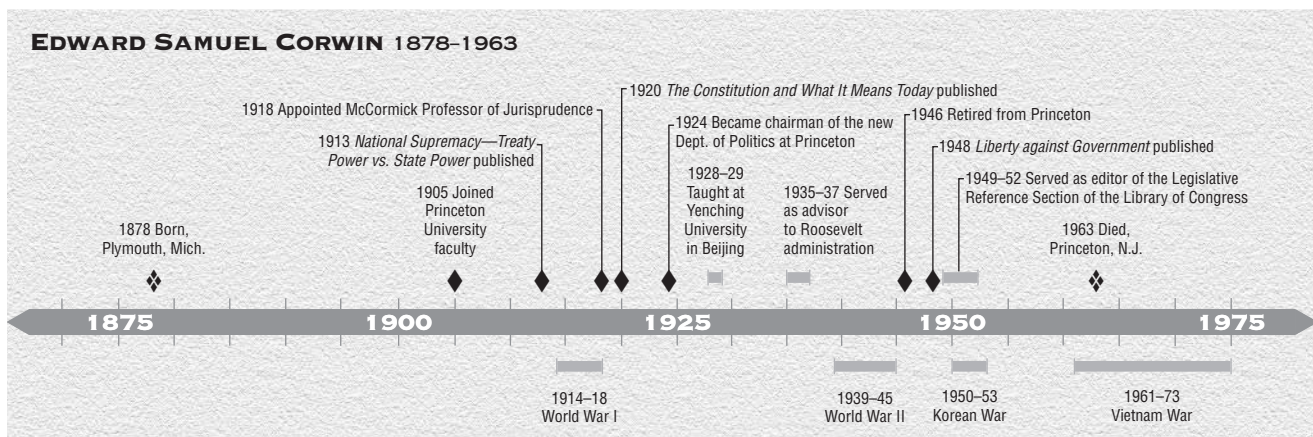 EDWARD SAMUEL CORWIN 1878–1963
1920 The Constitution and What It Means Today published
1918 Appointed McCormick Professor of Jurisprudence
1946 Retired from Princeton
1924 Became chairman of the new
Dept. of Politics at Princeton
1913 National Supremacy—Treaty
Power vs. State Power published
1948 Liberty against Government published
1928–29
Taught at
Yenching
University
in Beijing
1935–37 Served
as advisor
to Roosevelt
administration
1949–52 Served as editor of the Legislative
Reference Section of the Library of Congress
1905 Joined
Princeton
University
faculty
1878 Born,
Plymouth, Mich.
1963 Died,
Princeton, N.J.
1875 1900 1925 1950 1975
1914–18
World War I
1939–45
World War II
1950–53
Korean War
1961–73
Vietnam War